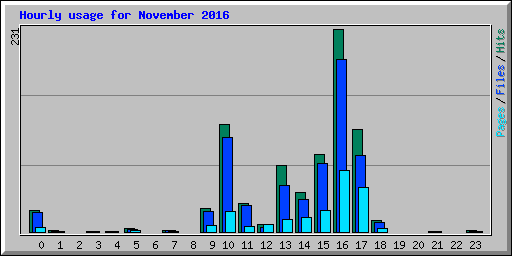 Hourly usage for November 2016
231
Pages/Files/Hits
0 1 2 3 4 5 6 7 8 9 10 11 12 13 14 15 16 17 18 19 20 21 22 23